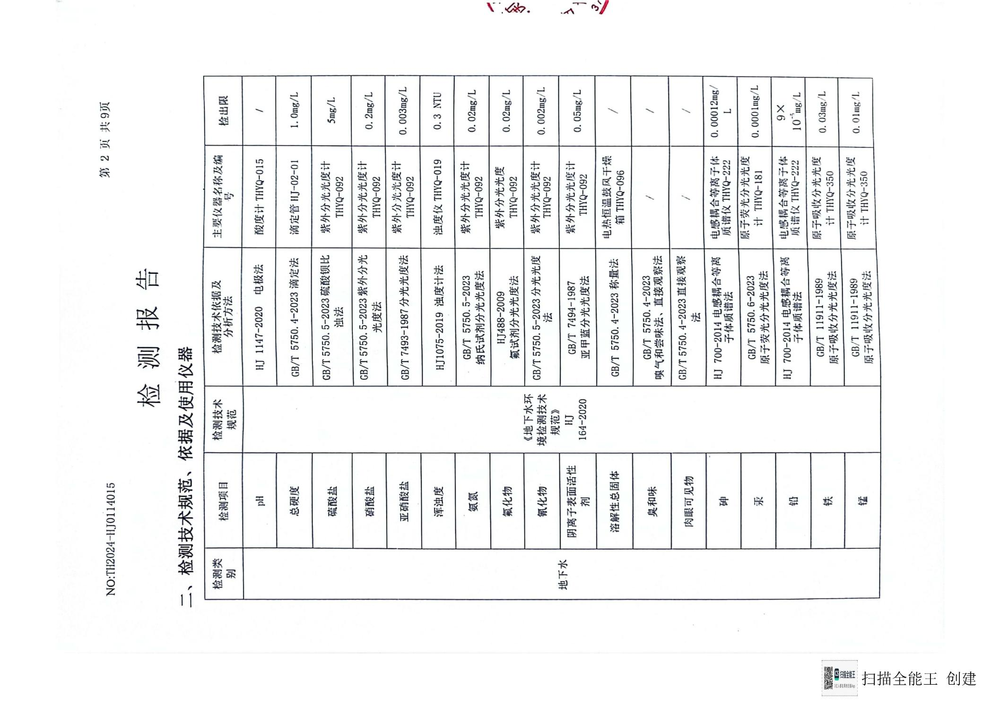 NO:TH2024-HJ0114015
第 2 页 共9页
检 测 报 告
二、检测技术规范、依据及使用仪器
检测类
别
检测项目
检测技术
规范
检测技术依据及
分析方法
主要仪器名称及编
号
检出限
地下水
《地下水环
境检测技术
规范》
HJ
164-2020
pH
HJ 1147-2020 电极法
酸度计 THYQ-015
/
总硬度
GB/T 5750.4-2023 滴定法
滴定管 HJ-02-01
1.0mg/L
硫酸盐
GB/T 5750.5-2023 硫酸钡比
浊法
紫外分光光度计
THYQ-092
5mg/L
硝酸盐
GB/T 5750.5-2023 紫外分光
光度法
紫外分光光度计
THYQ-092
0.2mg/L
亚硝酸盐
GB/T 7493-1987 分光光度法
紫外分光光度计
THYQ-092
0.003mg/L
浑浊度
HJ1075-2019 浊度计法
浊度仪 THYQ-019
0.3 NTU
氨氮
GB/T 5750.5-2023
纳氏试剂分光光度法
紫外分光光度计
THYQ-092
0.02mg/L
氟化物
HJ488-2009
氟试剂分光光度法
紫外分光光度
THYQ-092
0.02mg/L
氰化物
GB/T 5750.5-2023 分光光度
法
紫外分光光度计
THYQ-092
0.002mg/L
阴离子表面活性
剂
GB/T 7494-1987
亚甲蓝分光光度法
紫外分光光度计
THYQ-092
0.05mg/L
溶解性总固体
GB/T 5750.4-2023 称量法
电热恒温鼓风干燥
箱 THYQ-096
/
臭和味
GB/T 5750.4-2023
嗅气和尝味法、直接观察法
/
/
肉眼可见物
GB/T 5750.4-2023 直接观察
法
/
/
砷
HJ 700-2014 电感耦合等离
子体质谱法
电感耦合等离子体
质谱仪 THYQ-222
0.00012mg/
L
汞
GB/T 5750.6-2023
原子荧光分光光度法
原子荧光分光光度
计 THYQ-181
0.0001mg/L
铅
HJ 700-2014 电感耦合等离
子体质谱法
电感耦合等离子体
质谱仪 THYQ-222
9×
10⁻⁵mg/L
铁
GB/T 11911-1989
原子吸收分光光度法
原子吸收分光光度
计 THYQ-350
0.03mg/L
锰
GB/T 11911-1989
原子吸收分光光度法
原子吸收分光光度
计 THYQ-350
0.01mg/L
CS 扫描全能王
3亿人都在用的扫描App
扫描全能王 创建